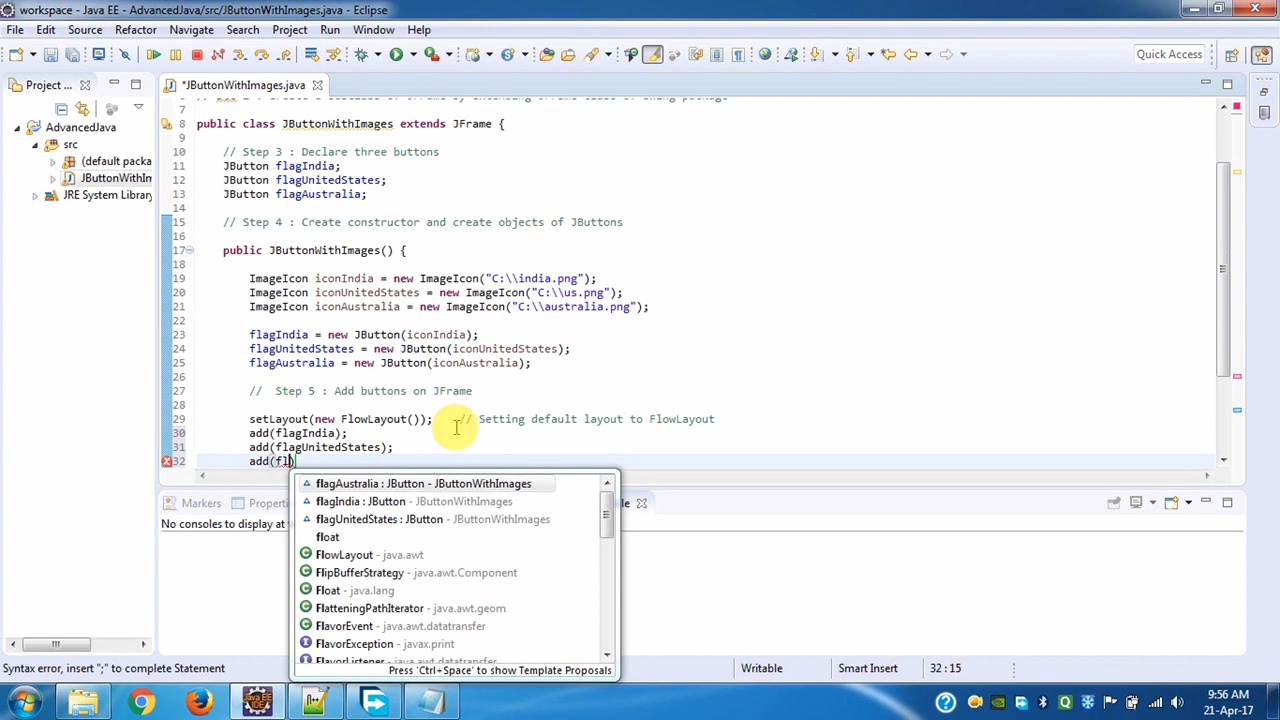 workspace - Java EE - AdvancedJava/src/JButtonWithImages.java - Eclipse
File Edit Source Refactor Navigate Search Project Run Window Help
Quick Access
Project ...
*JButtonWithImages.java
AdvancedJava
src
(default packa
JButtonWithIn
JRE System Library
7
8 public class JButtonWithImages extends JFrame {
9
10 // Step 3 : Declare three buttons
11 JButton flagIndia;
12 JButton flagUnitedStates;
13 JButton flagAustralia;
14
15 // Step 4 : Create constructor and create objects of JButtons
16
17 public JButtonWithImages() {
18
19 ImageIcon iconIndia = new ImageIcon("C:\\india.png");
20 ImageIcon iconUnitedStates = new ImageIcon("C:\\us.png");
21 ImageIcon iconAustralia = new ImageIcon("C:\\australia.png");
22
23 flagIndia = new JButton(iconIndia);
24 flagUnitedStates = new JButton(iconUnitedStates);
25 flagAustralia = new JButton(iconAustralia);
26
27 // Step 5 : Add buttons on JFrame
28
29 setLayout(new FlowLayout()); // Setting default layout to FlowLayout
30 add(flagIndia);
31 add(flagUnitedStates);
32 add(fl)
flagAustralia : JButton - JButtonWithImages
flagIndia : JButton - JButtonWithImages
flagUnitedStates : JButton - JButtonWithImages
float
FlowLayout - java.awt
FlipBufferStrategy - java.awt.Component
Float - java.lang
FlatteningPathIterator - java.awt.geom
FlavorEvent - java.awt.datatransfer
FlavorException - javax.print
FlavorListener - java.awt.datatransfer
Press 'Ctrl+Space' to show Template Proposals
Markers Properti
No consoles to display at
Syntax error, insert ";" to complete Statement
Writable
Smart Insert
32 : 15
Java EE
IDE
9:56 AM
21-Apr-17